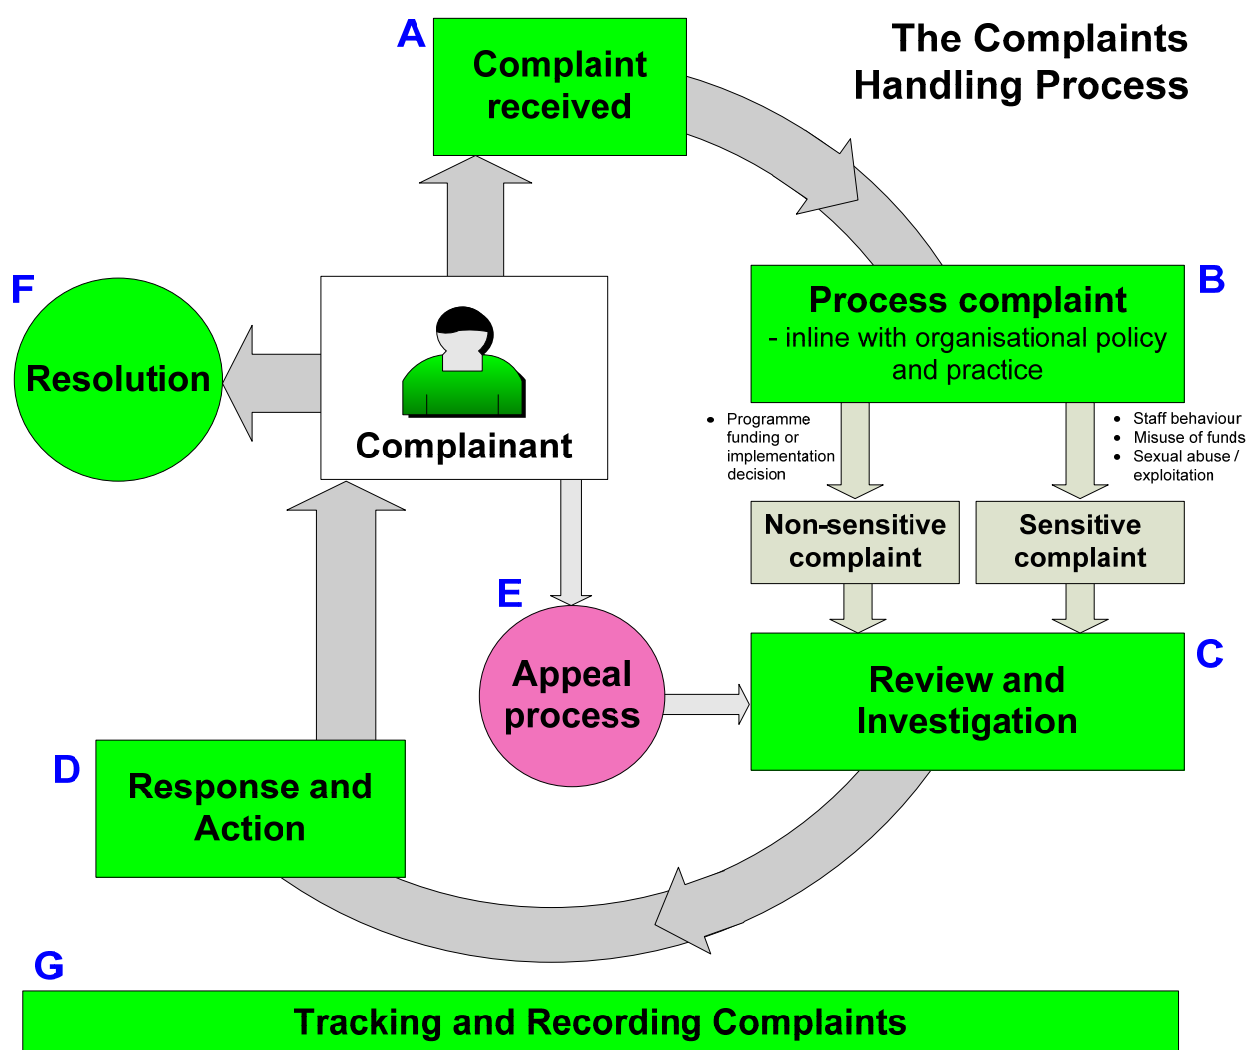 The Complaints
Handling Process
A
Complaint
received
B
Process complaint
- inline with organisational policy
and practice
F
Resolution
Complainant
• Programme
funding or
implementation
decision
• Staff behaviour
• Misuse of funds
• Sexual abuse /
exploitation
Non-sensitive
complaint
Sensitive
complaint
E
Appeal
process
C
Review and
Investigation
D
Response and
Action
G
Tracking and Recording Complaints